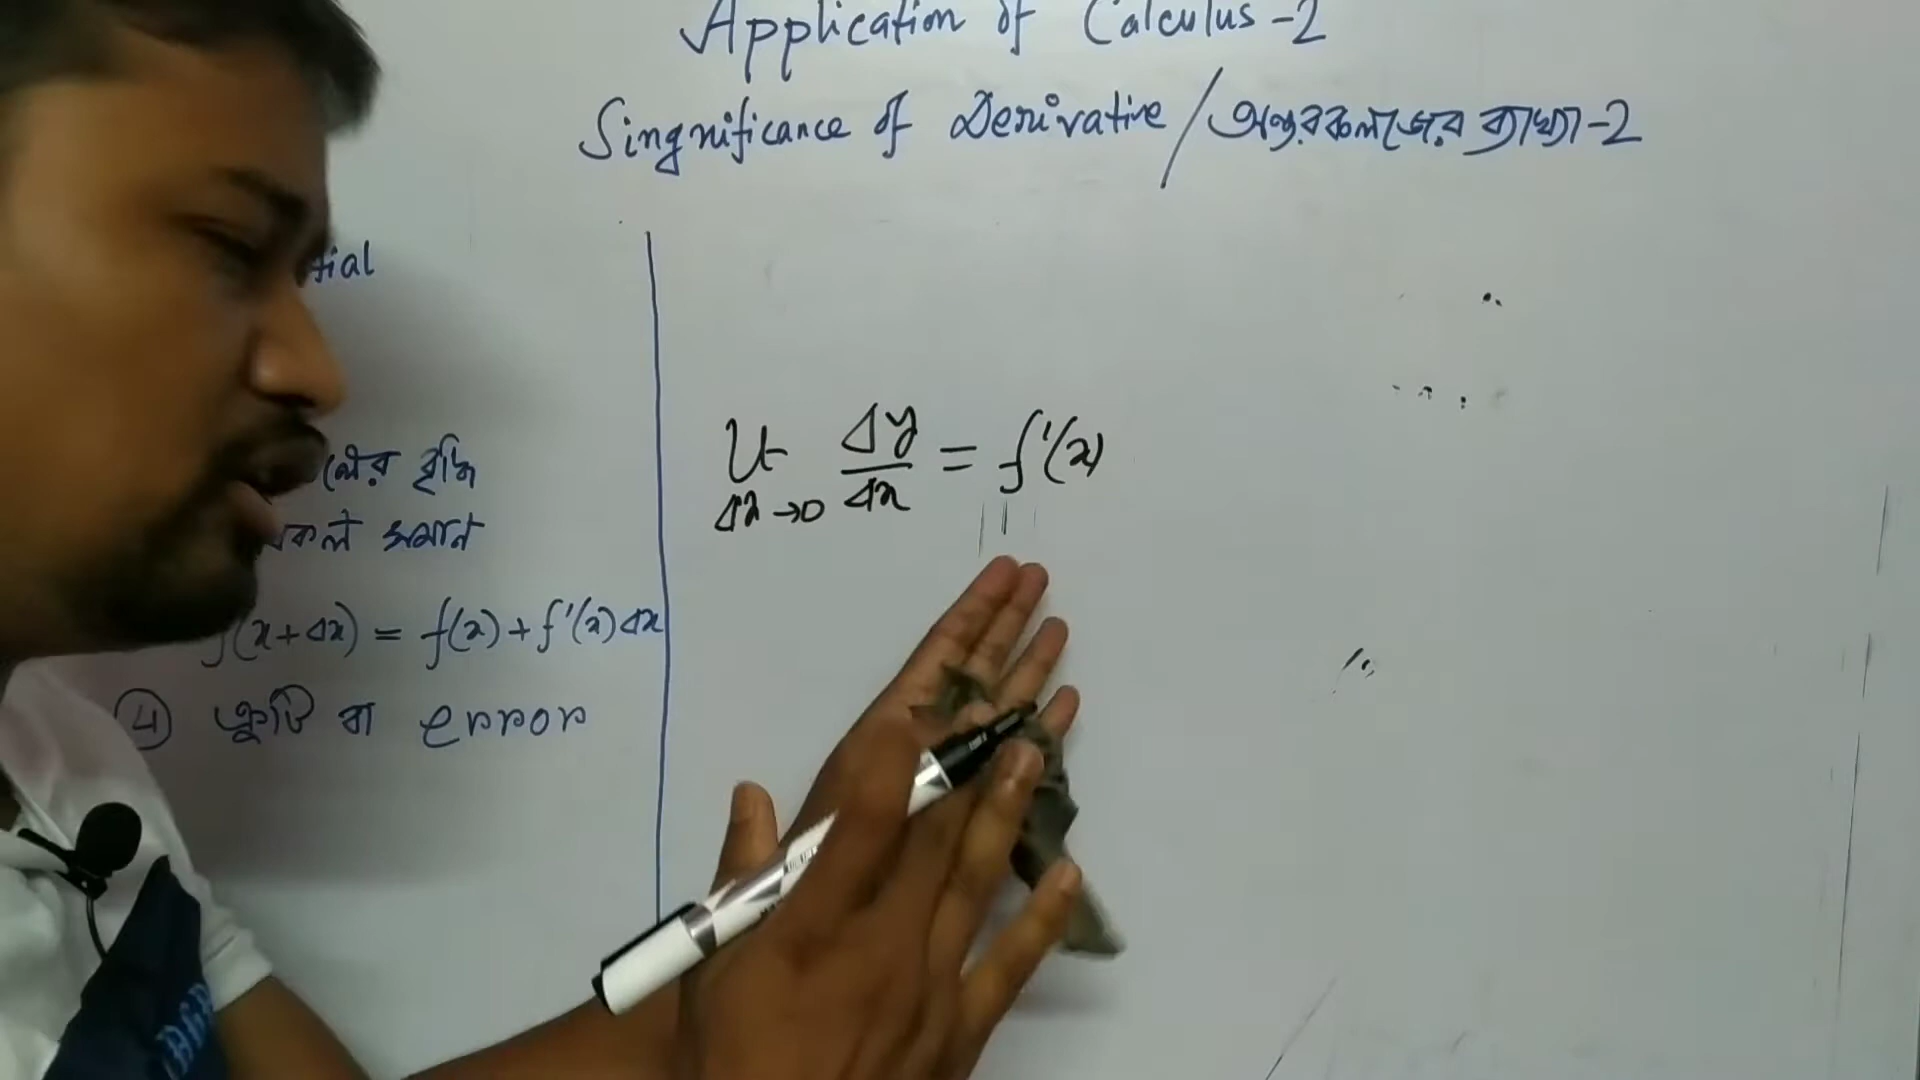 Application of Calculus -2
Singnificance of Derivative / অন্তরকলজের ব্যাখ্যা-2
tial
বৃদ্ধি
সমান
f(x+Δx) = f(x) + f'(x) Δx
④ ত্রুটি বা error
Lt Δy/Δx = f'(x)
Δx→0